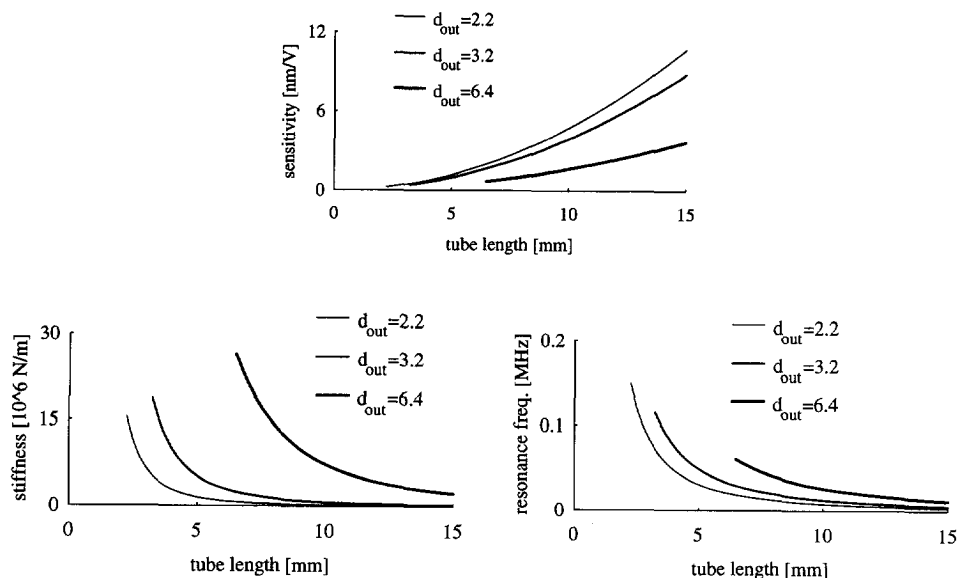 d_out=2.2
d_out=3.2
d_out=6.4
12
6
0
sensitivity [nm/V]
0 5 10 15
tube length [mm]
d_out=2.2
d_out=3.2
d_out=6.4
30
15
0
stiffness [10^6 N/m]
0 5 10 15
tube length [mm]
d_out=2.2
d_out=3.2
d_out=6.4
0.2
0.1
0
resonance freq. [MHz]
0 5 10 15
tube length [mm]